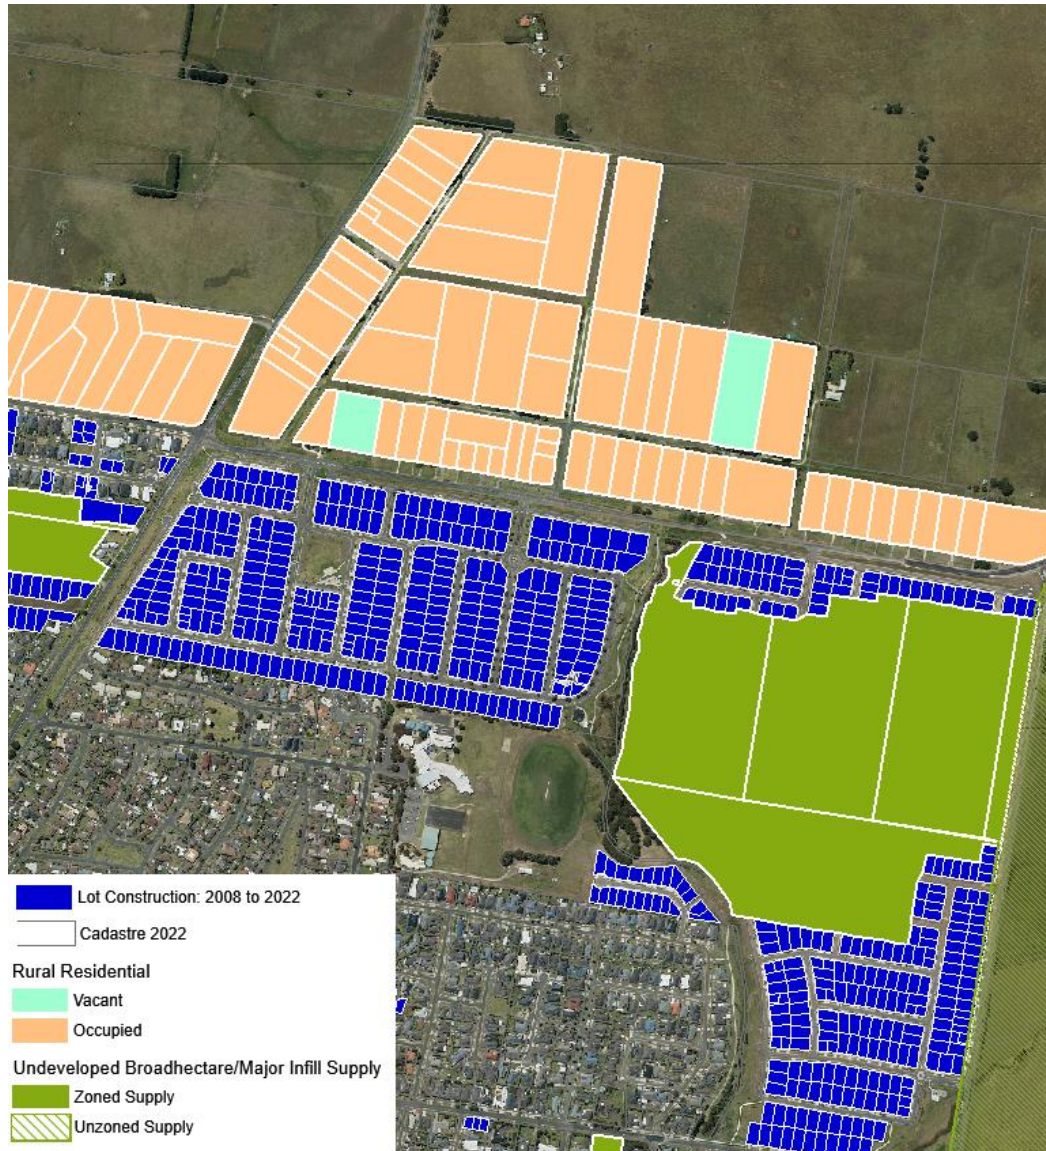 Lot Construction: 2008 to 2022
Cadastre 2022
Rural Residential
Vacant
Occupied
Undeveloped Broadhectare/Major Infill Supply
Zoned Supply
Unzoned Supply